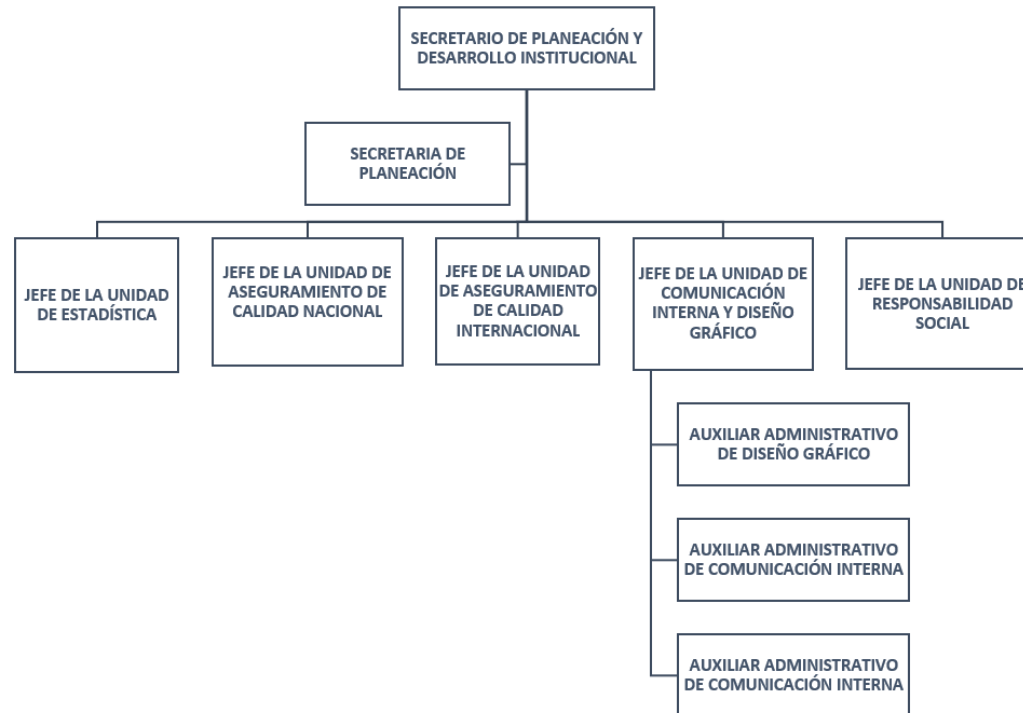 SECRETARIO DE PLANEACIÓN Y
DESARROLLO INSTITUCIONAL
SECRETARIA DE
PLANEACIÓN
JEFE DE LA UNIDAD
DE ESTADÍSTICA
JEFE DE LA UNIDAD DE
ASEGURAMIENTO DE
CALIDAD NACIONAL
JEFE DE LA UNIDAD
DE ASEGURAMIENTO
DE CALIDAD
INTERNACIONAL
JEFE DE LA UNIDAD DE
COMUNICACIÓN
INTERNA Y DISEÑO
GRÁFICO
JEFE DE LA UNIDAD DE
RESPONSABILIDAD
SOCIAL
AUXILIAR ADMINISTRATIVO
DE DISEÑO GRÁFICO
AUXILIAR ADMINISTRATIVO
DE COMUNICACIÓN INTERNA
AUXILIAR ADMINISTRATIVO
DE COMUNICACIÓN INTERNA